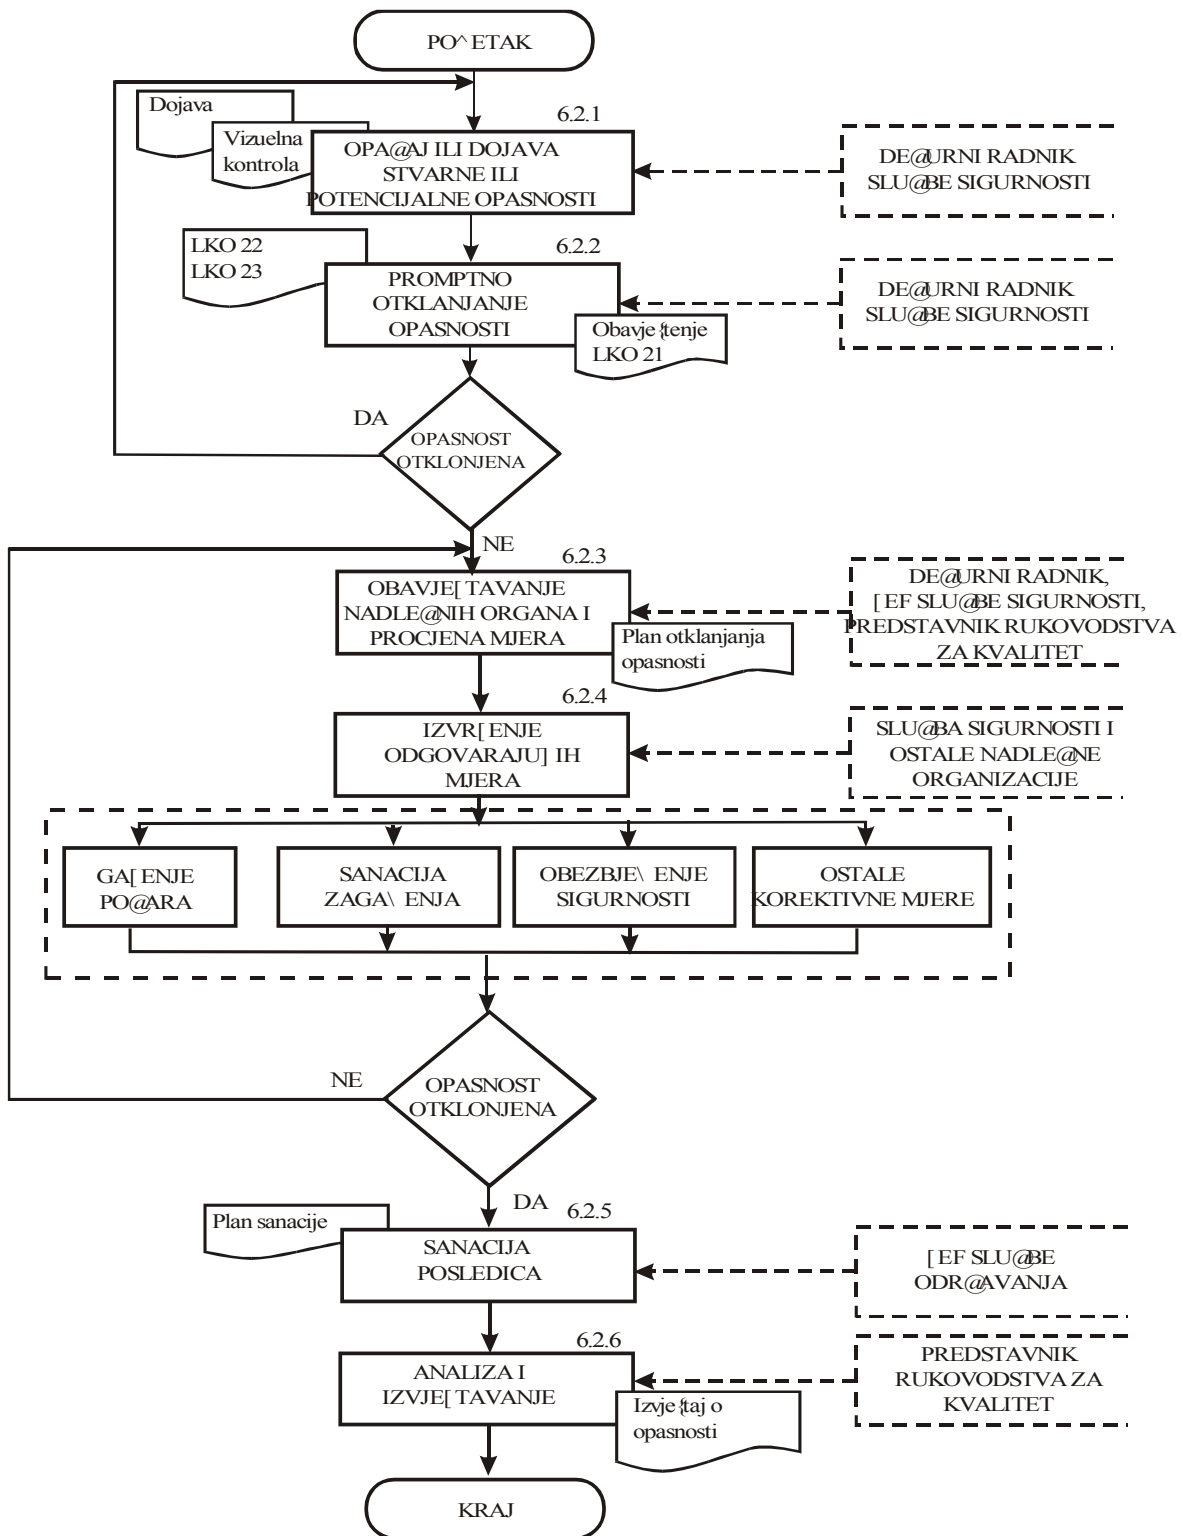 PO^ ETAK
Dojava
Vizuelna
kontrola
6.2.1
OPA@AJ ILI DOJAVA
STVARNE ILI
POTENCIJALNE OPASNOSTI
DE@URNI RADNIK
SLU@BE SIGURNOSTI
LKO 22
LKO 23
6.2.2
PROMPTNO
OTKLANJANJE
OPASNOSTI
Obavje{tenje
LKO 21
DE@URNI RADNIK
SLU@BE SIGURNOSTI
DA
OPASNOST
OTKLONJENA
NE
6.2.3
OBAVJE[ TAVANJE
NADLE@NIH ORGANA I
PROCJENA MJERA
Plan otklanjanja
opasnosti
DE@URNI RADNIK,
[ EF SLU@BE SIGURNOSTI,
PREDSTAVNIK RUKOVODSTVA
ZA KVALITET
6.2.4
IZVR[ ENJE
ODGOVARAJU] IH
MJERA
SLU@BA SIGURNOSTI I
OSTALE NADLE@NE
ORGANIZACIJE
GA[ ENJE
PO@ARA
SANACIJA
ZAGA\ ENJA
OBEZBJE\ ENJE
SIGURNOSTI
OSTALE
KOREKTIVNE MJERE
NE
OPASNOST
OTKLONJENA
DA
Plan sanacije
6.2.5
SANACIJA
POSLEDICA
[ EF SLU@BE
ODR@AVANJA
6.2.6
ANALIZA I
IZVJE[ TAVANJE
Izvje{taj o
opasnosti
PREDSTAVNIK
RUKOVODSTVA ZA
KVALITET
KRAJ